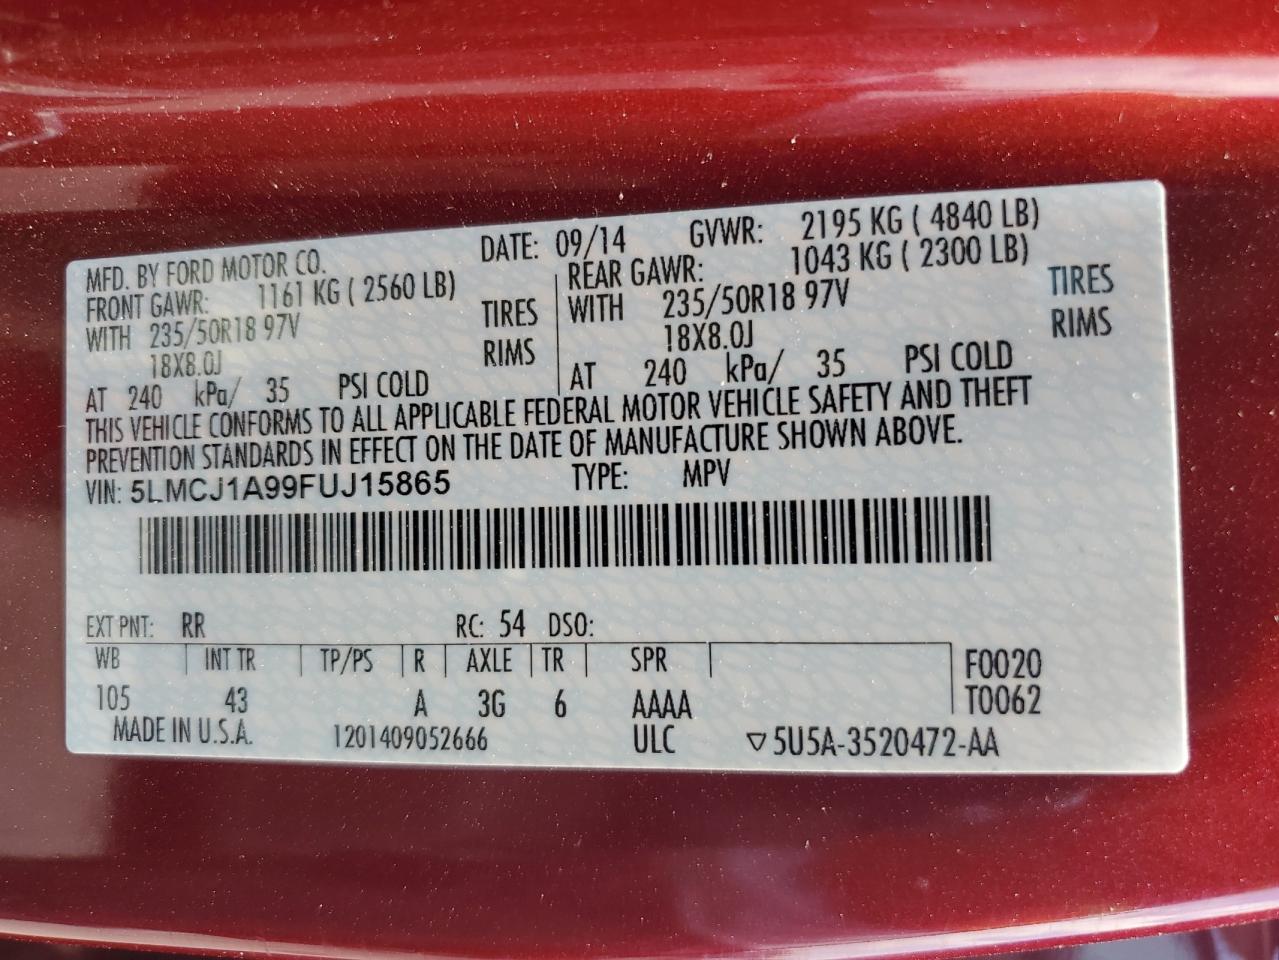 MFD. BY FORD MOTOR CO. DATE: 09/14 GVWR: 2195 KG ( 4840 LB)
FRONT GAWR: 1161 KG ( 2560 LB) REAR GAWR: 1043 KG ( 2300 LB)
WITH 235/50R18 97V TIRES WITH 235/50R18 97V TIRES
18X8.0J RIMS 18X8.0J RIMS
AT 240 kPa/ 35 PSI COLD AT 240 kPa/ 35 PSI COLD
THIS VEHICLE CONFORMS TO ALL APPLICABLE FEDERAL MOTOR VEHICLE SAFETY AND THEFT
PREVENTION STANDARDS IN EFFECT ON THE DATE OF MANUFACTURE SHOWN ABOVE.
VIN: 5LMCJ1A99FUJ15865 TYPE: MPV
EXT PNT: RR RC: 54 DSO:
WB INT TR TP/PS R AXLE TR SPR F0020
105 43 A 3G 6 AAAA T0062
MADE IN U.S.A. 1201409052666 ULC ▽5U5A-3520472-AA